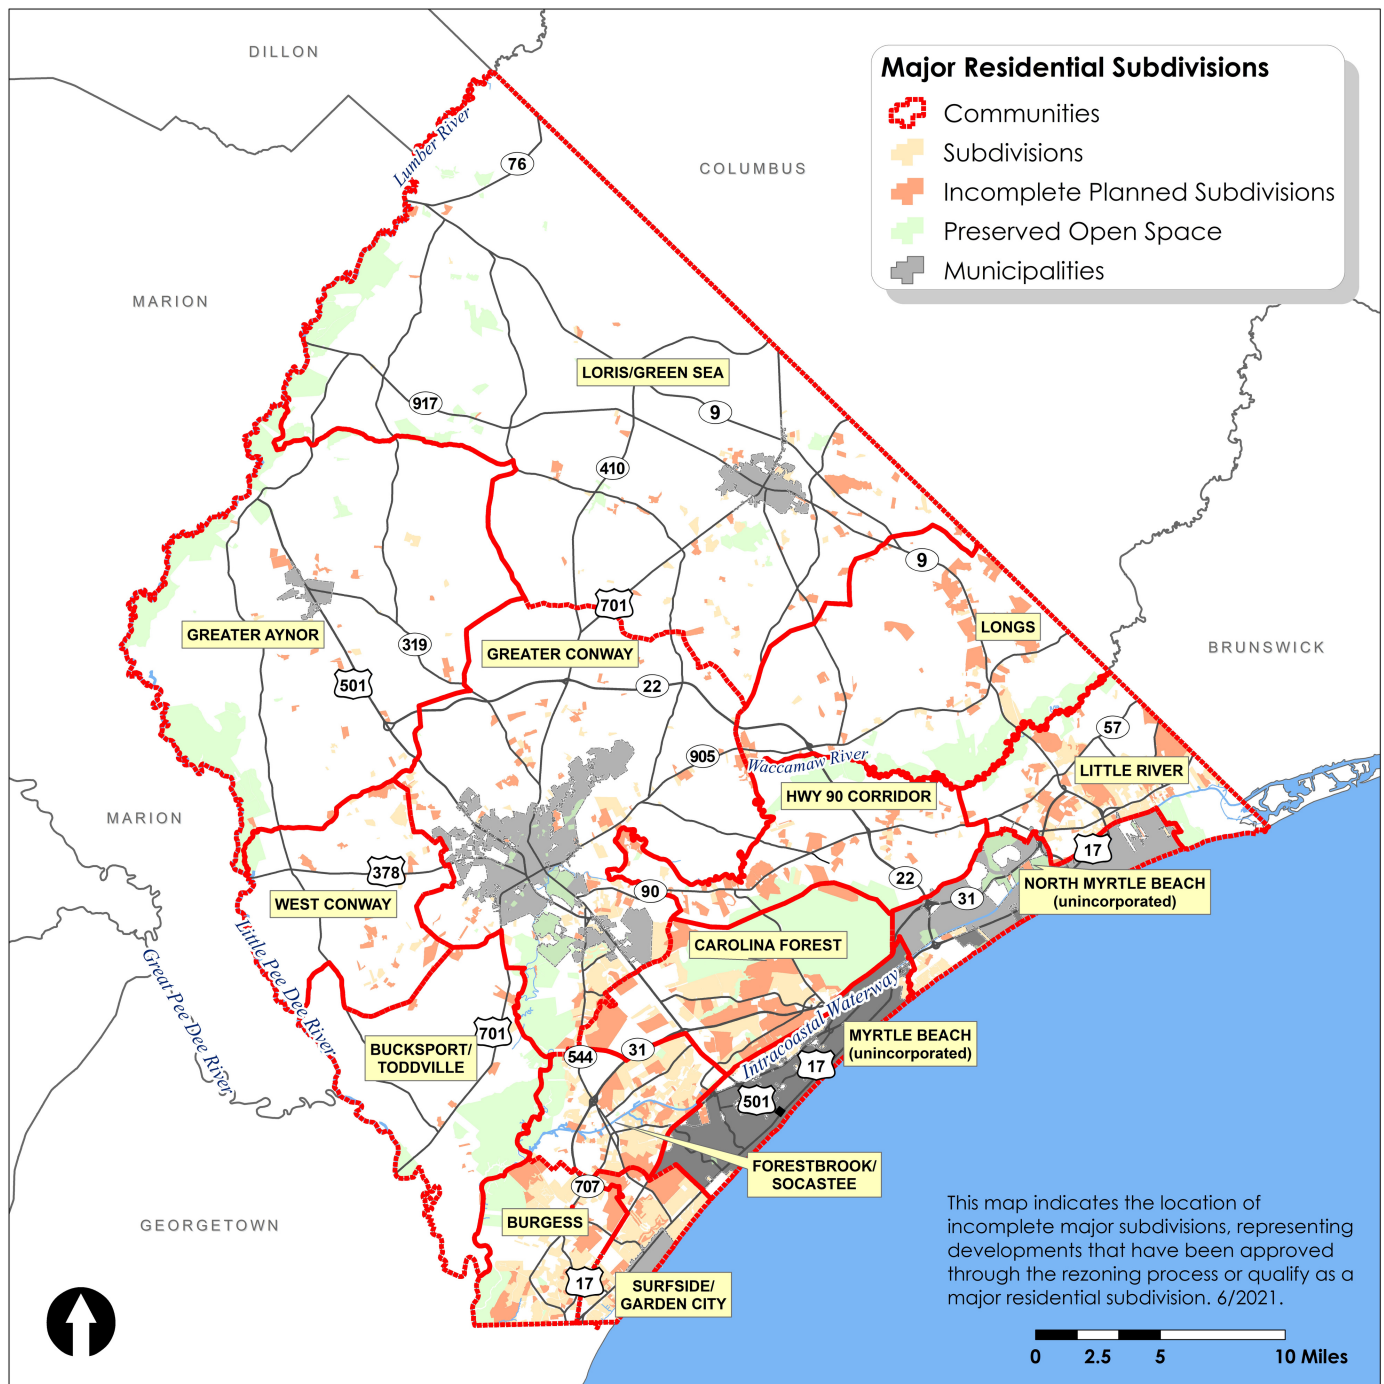 DILLON
Major Residential Subdivisions
Communities
Subdivisions
Incomplete Planned Subdivisions
Preserved Open Space
Municipalities
Lumber River
76
COLUMBUS
MARION
LORIS/GREEN SEA
917
9
410
9
701
LONGS
GREATER AYNOR
319
GREATER CONWAY
BRUNSWICK
501
22
57
905
Waccamaw River
LITTLE RIVER
HWY 90 CORRIDOR
MARION
17
378
22
90
NORTH MYRTLE BEACH
(unincorporated)
31
WEST CONWAY
CAROLINA FOREST
Little Pee Dee River
Great-Pee Dee River
Intracoastal Waterway
701
BUCKSPORT/
TODDVILLE
544
31
MYRTLE BEACH
(unincorporated)
17
501
FORESTBROOK/
SOCASTEE
707
BURGESS
GEORGETOWN
17
SURFSIDE/
GARDEN CITY
This map indicates the location of
incomplete major subdivisions, representing
developments that have been approved
through the rezoning process or qualify as a
major residential subdivision. 6/2021.
0 2.5 5 10 Miles